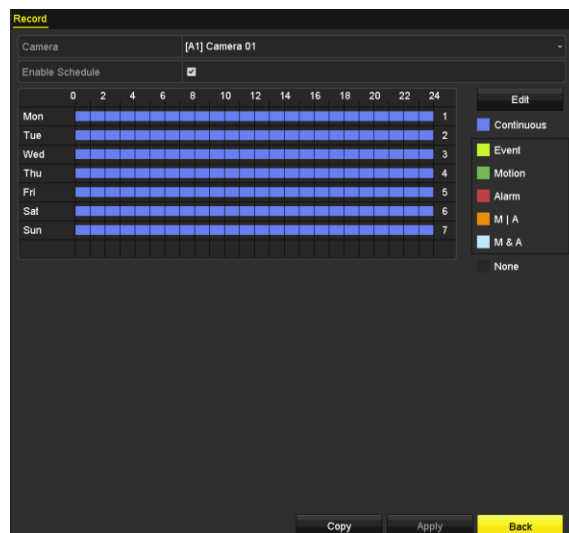 Record
Camera [A1] Camera 01
Enable Schedule
0 2 4 6 8 10 12 14 16 18 20 22 24
Mon 1
Tue 2
Wed 3
Thu 4
Fri 5
Sat 6
Sun 7
Edit
Continuous
Event
Motion
Alarm
M | A
M & A
None
Copy Apply Back